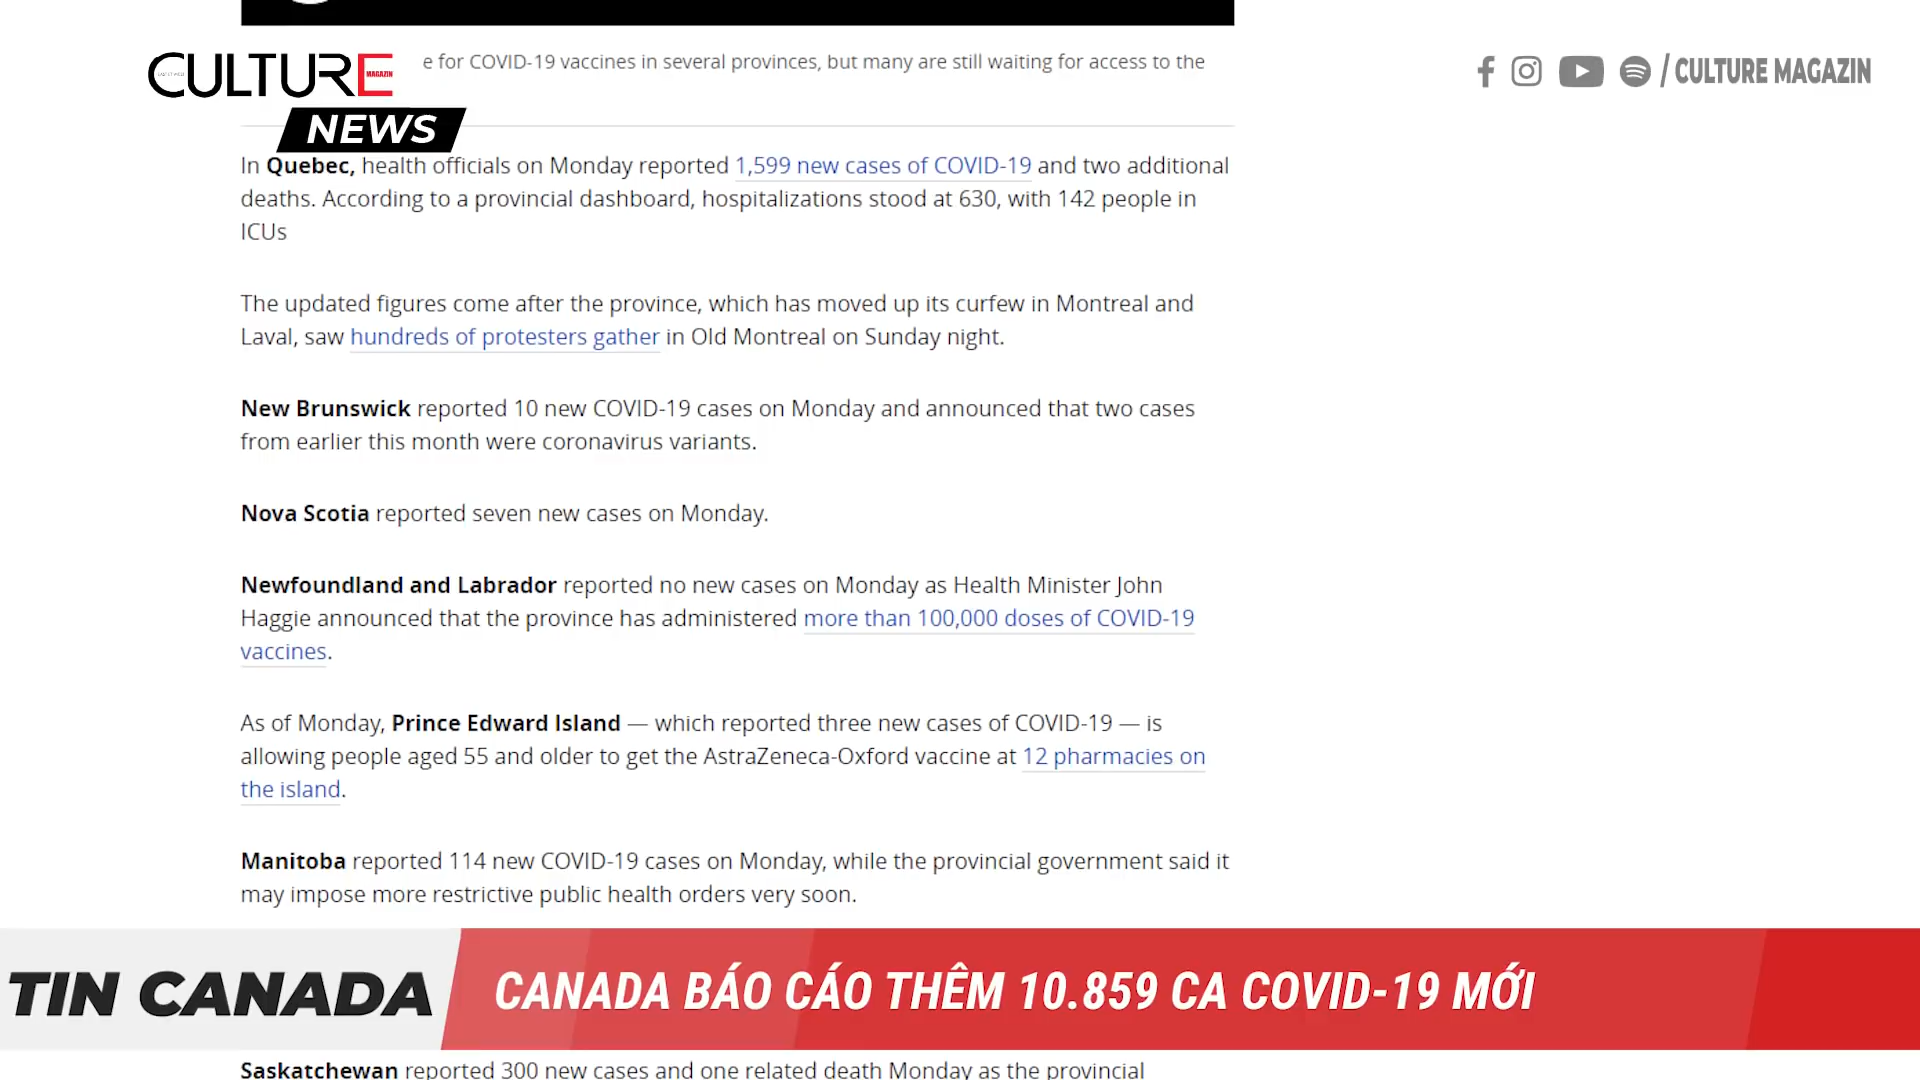 CULTURE
MAGAZIN
NEWS
/ CULTURE MAGAZIN
e for COVID-19 vaccines in several provinces, but many are still waiting for access to the
In Quebec, health officials on Monday reported 1,599 new cases of COVID-19 and two additional
deaths. According to a provincial dashboard, hospitalizations stood at 630, with 142 people in
ICUs
The updated figures come after the province, which has moved up its curfew in Montreal and
Laval, saw hundreds of protesters gather in Old Montreal on Sunday night.
New Brunswick reported 10 new COVID-19 cases on Monday and announced that two cases
from earlier this month were coronavirus variants.
Nova Scotia reported seven new cases on Monday.
Newfoundland and Labrador reported no new cases on Monday as Health Minister John
Haggie announced that the province has administered more than 100,000 doses of COVID-19
vaccines.
As of Monday, Prince Edward Island — which reported three new cases of COVID-19 — is
allowing people aged 55 and older to get the AstraZeneca-Oxford vaccine at 12 pharmacies on
the island.
Manitoba reported 114 new COVID-19 cases on Monday, while the provincial government said it
may impose more restrictive public health orders very soon.
TIN CANADA
CANADA BÁO CÁO THÊM 10.859 CA COVID-19 MỚI
Saskatchewan reported 300 new cases and one related death Monday as the provincial